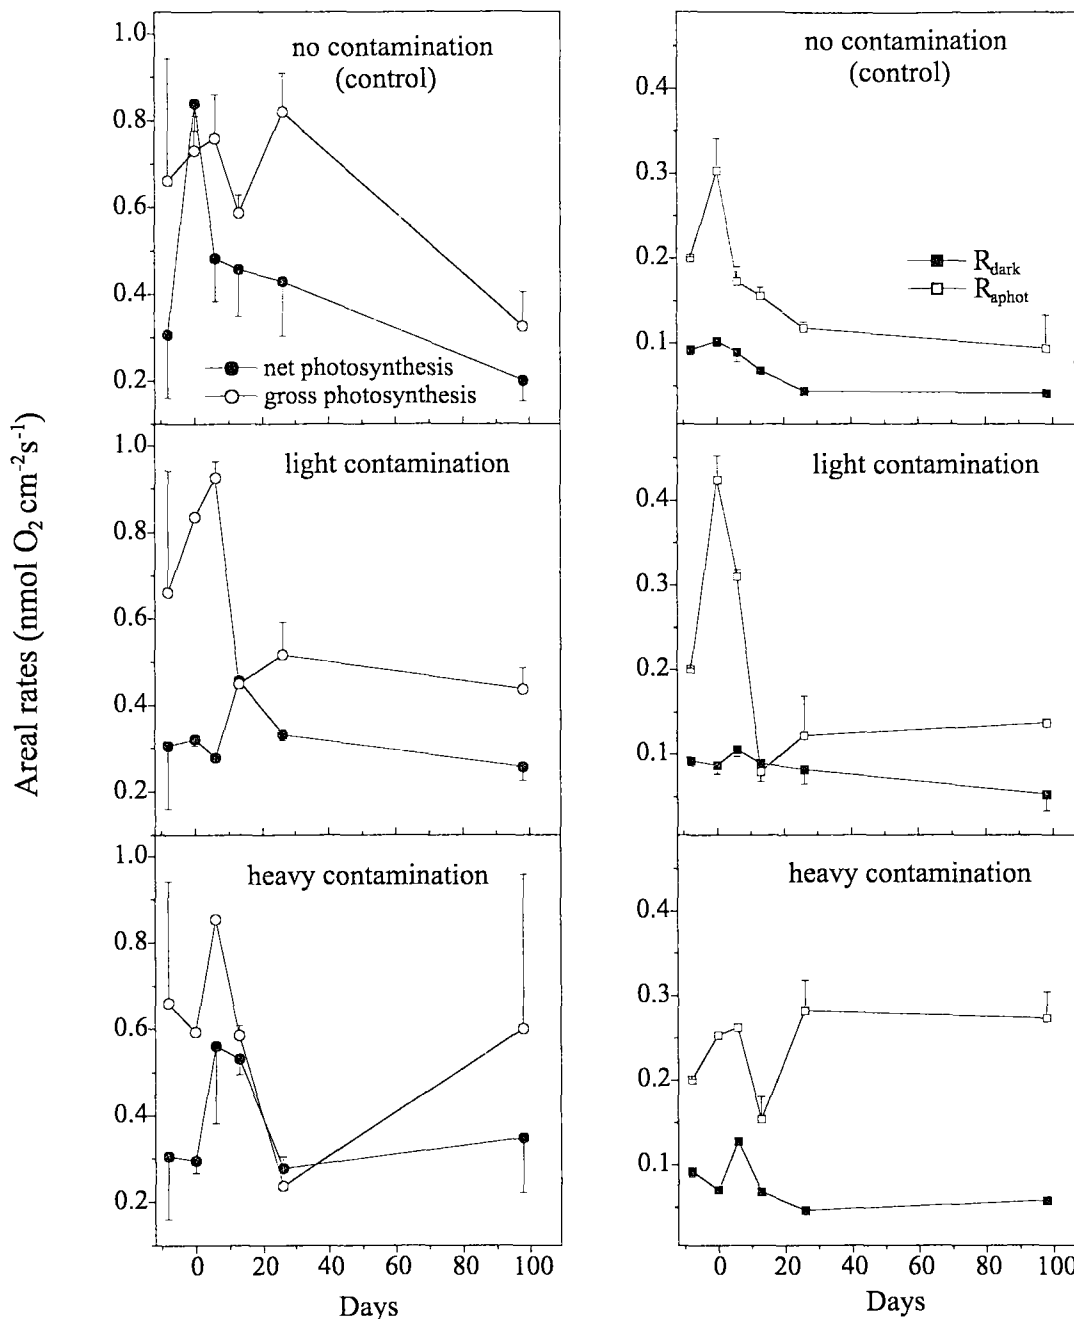 Areal rates (nmol O₂ cm⁻²s⁻¹)
1.0
0.8
0.6
0.4
0.2
no contamination
(control)
net photosynthesis
gross photosynthesis
0.4
0.3
0.2
0.1
no contamination
(control)
R_dark
R_aphot
1.0
0.8
0.6
0.4
0.2
light contamination
0.4
0.3
0.2
0.1
light contamination
1.0
0.8
0.6
0.4
0.2
heavy contamination
0 20 40 60 80 100
Days
0.4
0.3
0.2
0.1
heavy contamination
0 20 40 60 80 100
Days